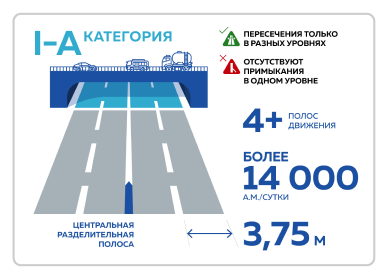 I-А КАТЕГОРИЯ
ПЕРЕСЕЧЕНИЯ ТОЛЬКО
В РАЗНЫХ УРОВНЯХ
ОТСУТСТВУЮТ
ПРИМЫКАНИЯ
В ОДНОМ УРОВНЕ
4+ ПОЛОС
ДВИЖЕНИЯ
БОЛЕЕ
14 000
А.М./СУТКИ
ЦЕНТРАЛЬНАЯ
РАЗДЕЛИТЕЛЬНАЯ
ПОЛОСА
3,75 М